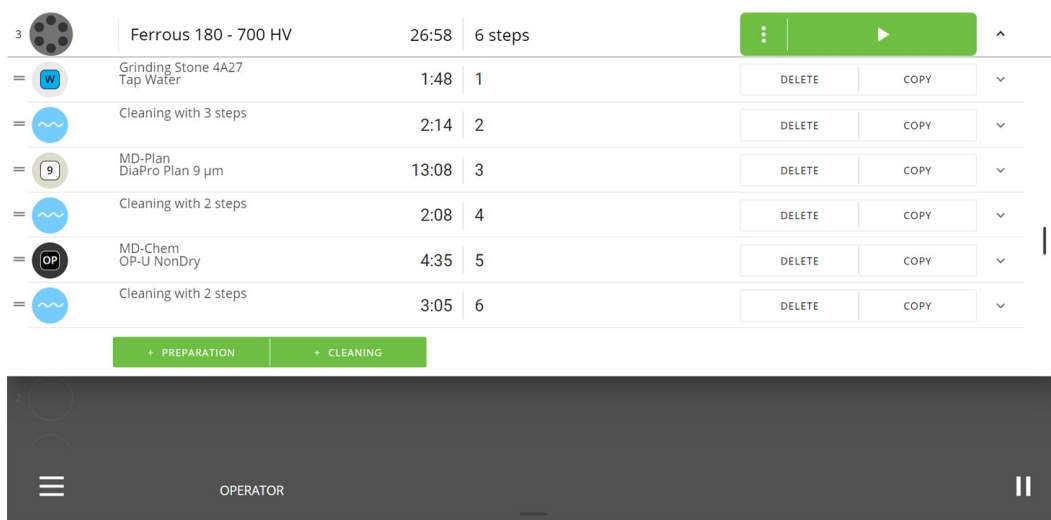 3 Ferrous 180 - 700 HV 26:58 6 steps
W Grinding Stone 4A27
Tap Water 1:48 1 DELETE COPY
Cleaning with 3 steps 2:14 2 DELETE COPY
9 MD-Plan
DiaPro Plan 9 µm 13:08 3 DELETE COPY
Cleaning with 2 steps 2:08 4 DELETE COPY
OP MD-Chem
OP-U NonDry 4:35 5 DELETE COPY
Cleaning with 2 steps 3:05 6 DELETE COPY
+ PREPARATION + CLEANING
2
OPERATOR